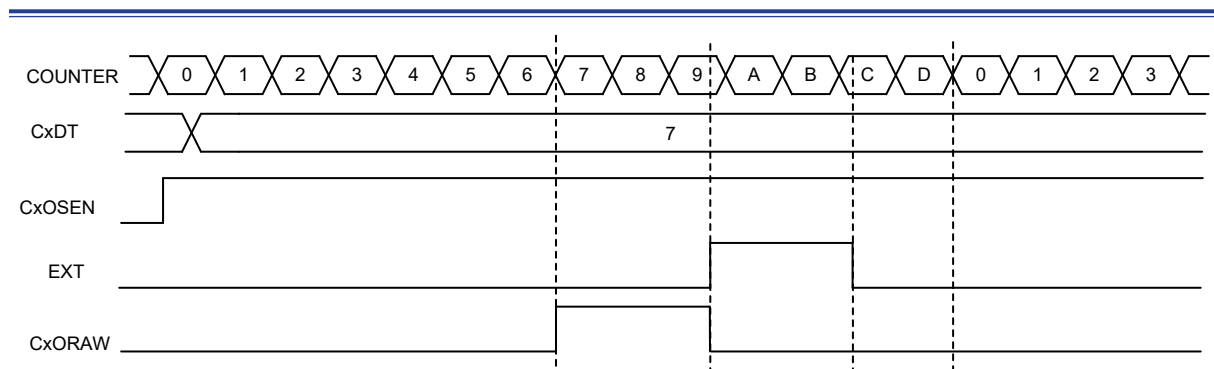 COUNTER 0 1 2 3 4 5 6 7 8 9 A B C D 0 1 2 3
CxDT 7
CxOSEN
EXT
CxORAW